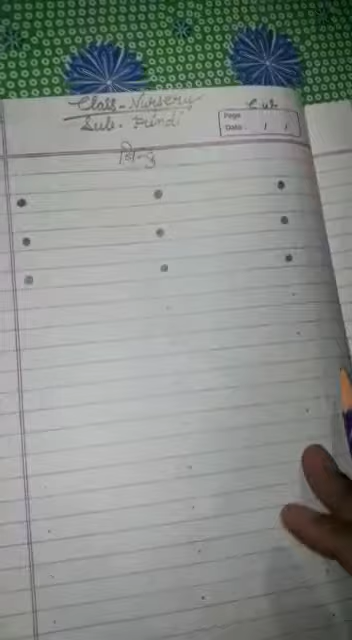 Class-Nursery
C.W.
Sub. Hindi
Page
Date: / /
बिन्दु